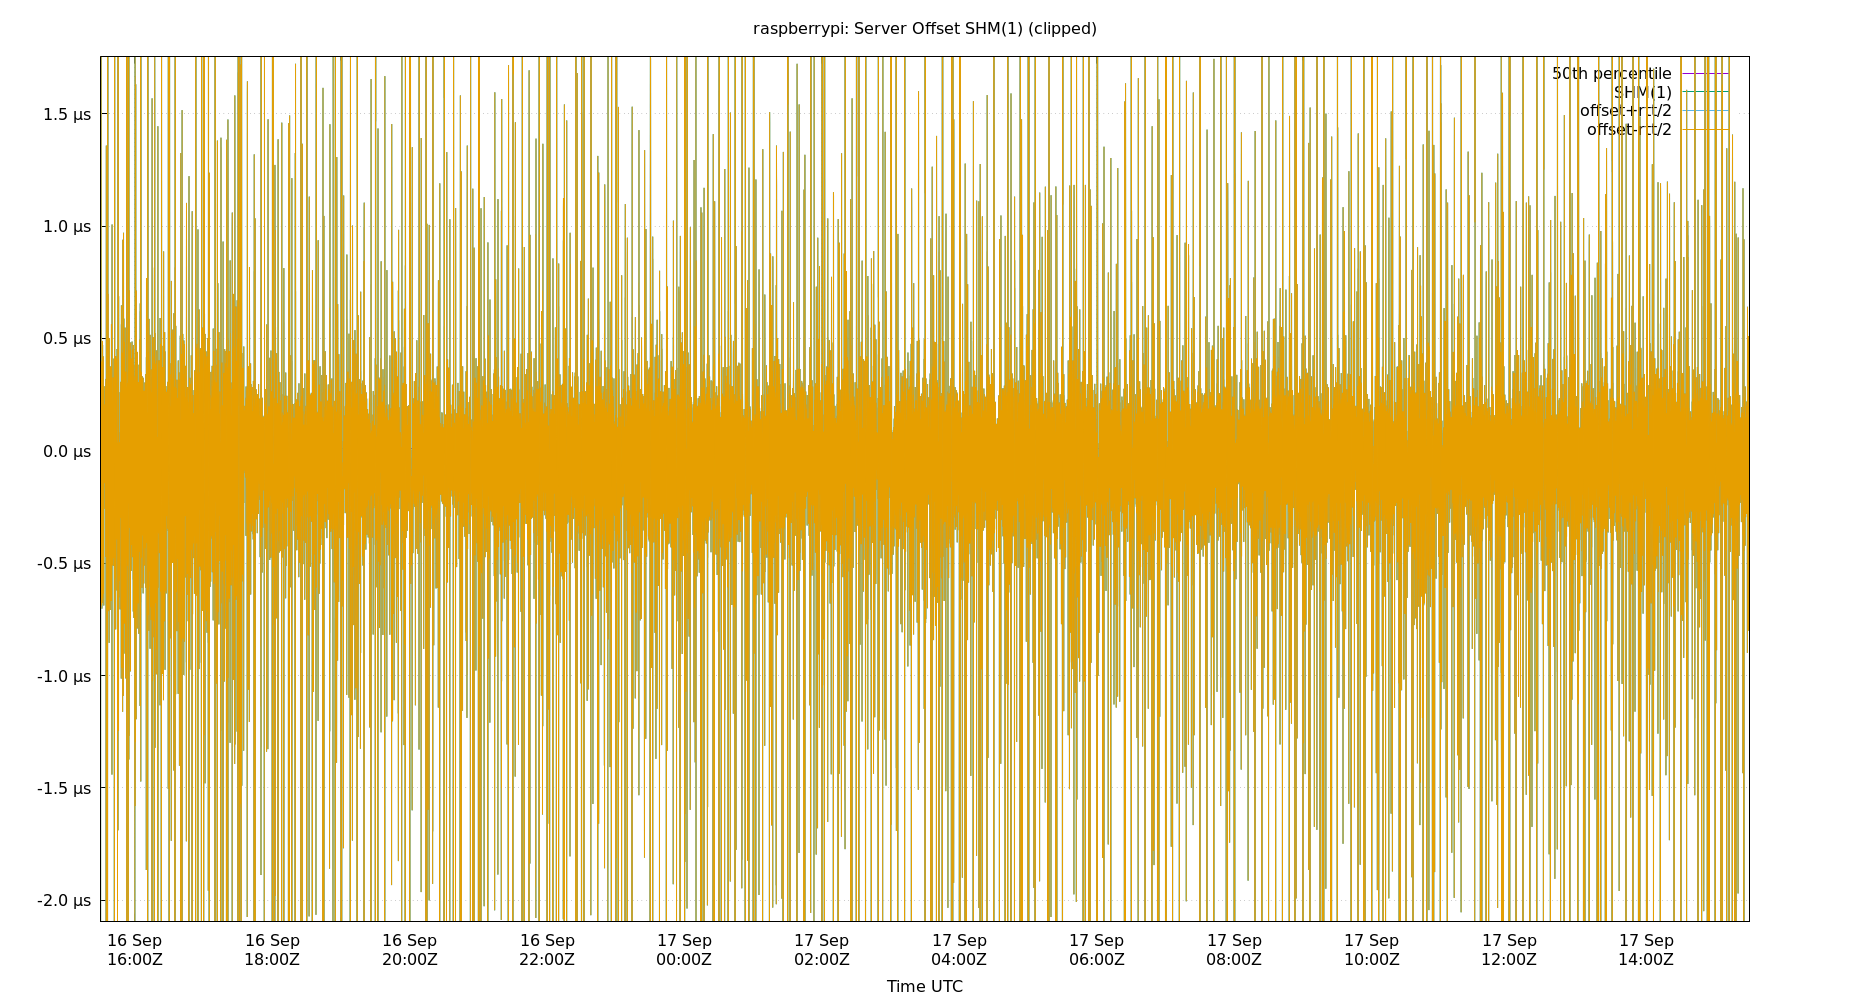 raspberrypi: Server Offset SHM(1) (clipped)
50th percentile
SHM(1)
offset+rtt/2
offset-rtt/2
1.5 µs
1.0 µs
0.5 µs
0.0 µs
-0.5 µs
-1.0 µs
-1.5 µs
-2.0 µs
16 Sep 16 Sep 16 Sep 16 Sep 17 Sep 17 Sep 17 Sep 17 Sep 17 Sep 17 Sep 17 Sep 17 Sep
16:00Z 18:00Z 20:00Z 22:00Z 00:00Z 02:00Z 04:00Z 06:00Z 08:00Z 10:00Z 12:00Z 14:00Z
Time UTC